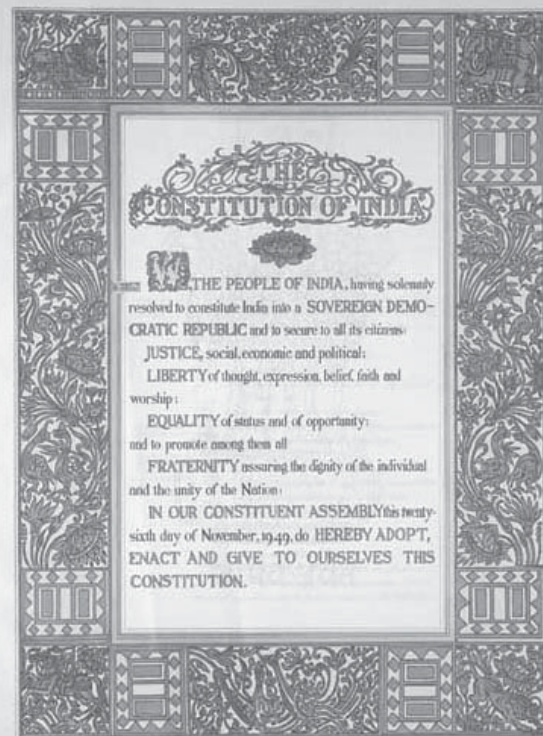 THE
CONSTITUTION OF INDIA
WE, THE PEOPLE OF INDIA, having solemnly
resolved to constitute India into a SOVEREIGN DEMO-
CRATIC REPUBLIC and to secure to all its citizens:
JUSTICE, social, economic and political;
LIBERTY of thought, expression, belief, faith and
worship;
EQUALITY of status and of opportunity;
and to promote among them all
FRATERNITY assuring the dignity of the individual
and the unity of the Nation;
IN OUR CONSTITUENT ASSEMBLY this twenty-
sixth day of November, 1949, do HEREBY ADOPT,
ENACT AND GIVE TO OURSELVES THIS
CONSTITUTION.